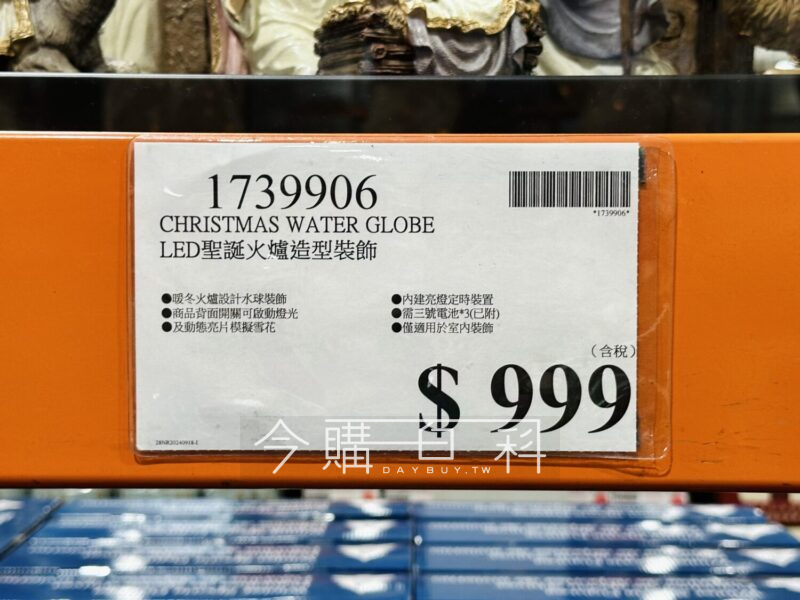 1739906
*1739906*
CHRISTMAS WATER GLOBE
LED聖誕火爐造型裝飾
●暖冬火爐設計水球裝飾
●商品背面開關可啟動燈光
●及動態亮片模擬雪花
●內建亮燈定時裝置
●需三號電池*3(已附)
●僅適用於室內裝飾
(含稅)
$ 999
28NR20240918-I
今購百科
DAYBUY.TW